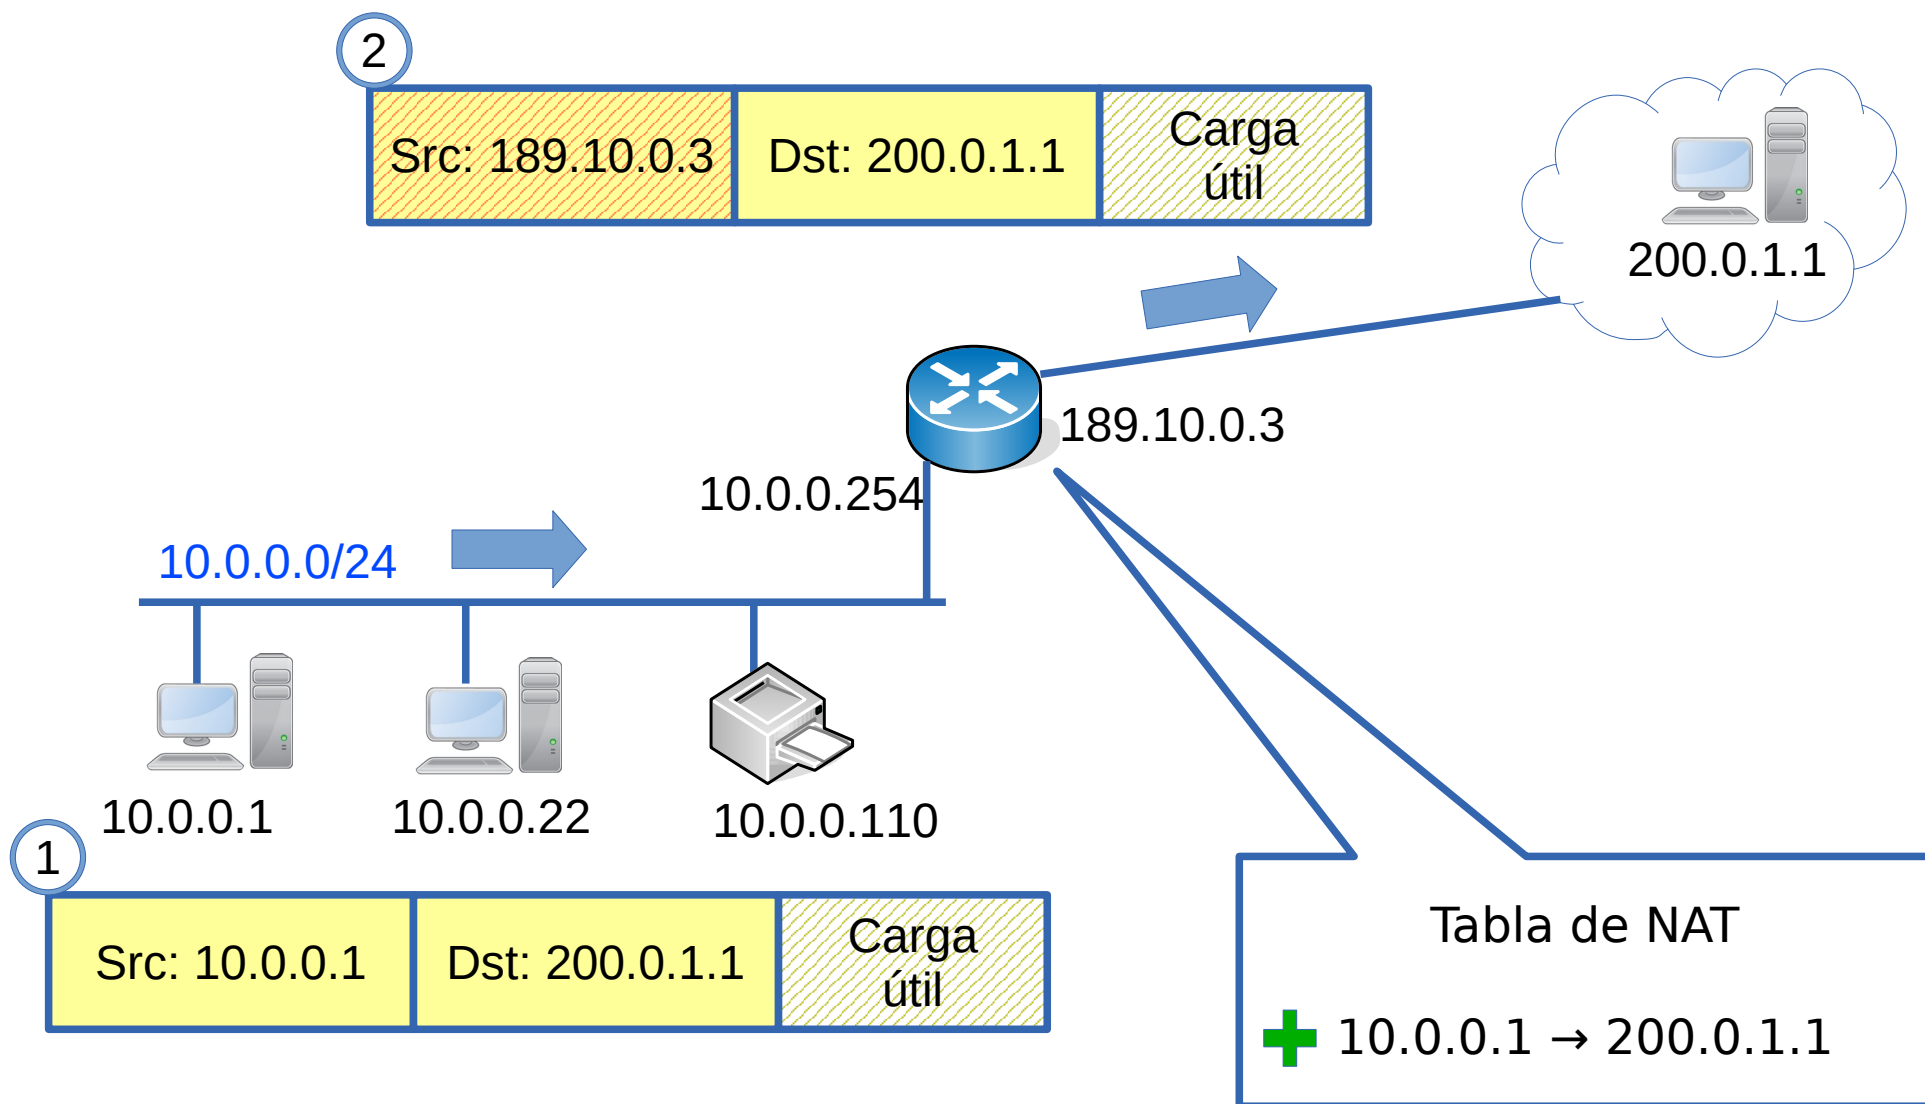 2
Src: 189.10.0.3
Dst: 200.0.1.1
Carga
útil
200.0.1.1
189.10.0.3
10.0.0.254
10.0.0.0/24
10.0.0.1
10.0.0.22
10.0.0.110
1
Src: 10.0.0.1
Dst: 200.0.1.1
Carga
útil
Tabla de NAT
10.0.0.1 → 200.0.1.1